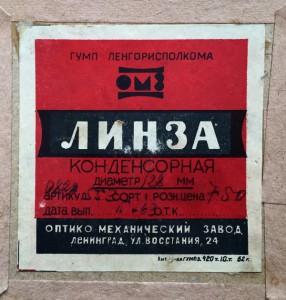 ГУМП ЛЕНГОРИСПОЛКОМА
ОМЗ
ЛИНЗА
КОНДЕНСОРНАЯ
ДИАМЕТР ММ
АРТИКУЛ СОРТ I РОЗН. ЦЕНА
ДАТА ВЫП. О.Т.К.
ОПТИКО МЕХАНИЧЕСКИЙ ЗАВОД
ЛЕНИНГРАД, УЛ. ВОССТАНИЯ, 24